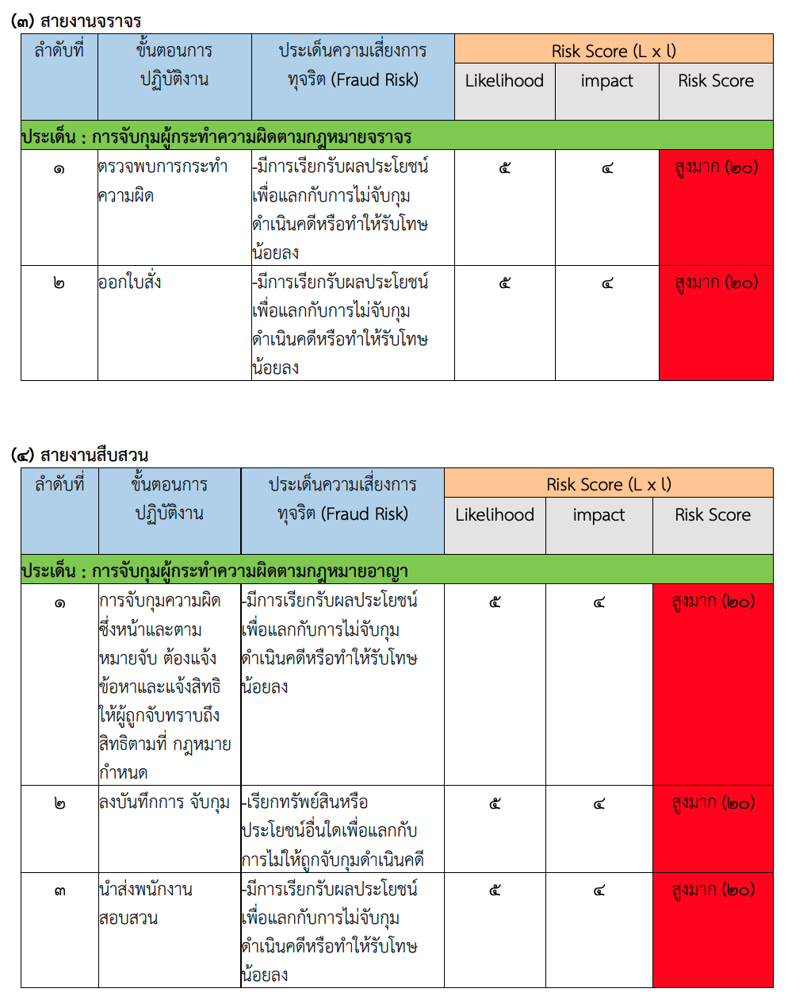 (๓) สายงานจราจร
ลำดับที่ ขั้นตอนการ ประเด็นความเสี่ยงการ Risk Score (L x l)
ปฏิบัติงาน ทุจริต (Fraud Risk) Likelihood impact Risk Score
ประเด็น : การจับกุมผู้กระทำความผิดตามกฎหมายจราจร
๑ ตรวจพบการกระทำ -มีการเรียกรับผลประโยชน์ ๕ ๔ สูงมาก (๒๐)
ความผิด เพื่อแลกกับการไม่จับกุม
ดำเนินคดีหรือทำให้รับโทษ
น้อยลง
๒ ออกใบสั่ง -มีการเรียกรับผลประโยชน์ ๕ ๔ สูงมาก (๒๐)
เพื่อแลกกับการไม่จับกุม
ดำเนินคดีหรือทำให้รับโทษ
น้อยลง
(๔) สายงานสืบสวน
ลำดับที่ ขั้นตอนการ ประเด็นความเสี่ยงการ Risk Score (L x l)
ปฏิบัติงาน ทุจริต (Fraud Risk) Likelihood impact Risk Score
ประเด็น : การจับกุมผู้กระทำความผิดตามกฎหมายอาญา
๑ การจับกุมความผิด -มีการเรียกรับผลประโยชน์ ๕ ๔ สูงมาก (๒๐)
ซึ่งหน้าและตาม เพื่อแลกกับการไม่จับกุม
หมายจับ ต้องแจ้ง ดำเนินคดีหรือทำให้รับโทษ
ข้อหาและแจ้งสิทธิ น้อยลง
ให้ผู้ถูกจับทราบถึง
สิทธิตามที่ กฎหมาย
กำหนด
๒ ลงบันทึกการ จับกุม -เรียกทรัพย์สินหรือ ๕ ๔ สูงมาก (๒๐)
ประโยชน์อื่นใดเพื่อแลกกับ
การไม่ให้ถูกจับกุมดำเนินคดี
๓ นำส่งพนักงาน -มีการเรียกรับผลประโยชน์ ๕ ๔ สูงมาก (๒๐)
สอบสวน เพื่อแลกกับการไม่จับกุม
ดำเนินคดีหรือทำให้รับโทษ
น้อยลง